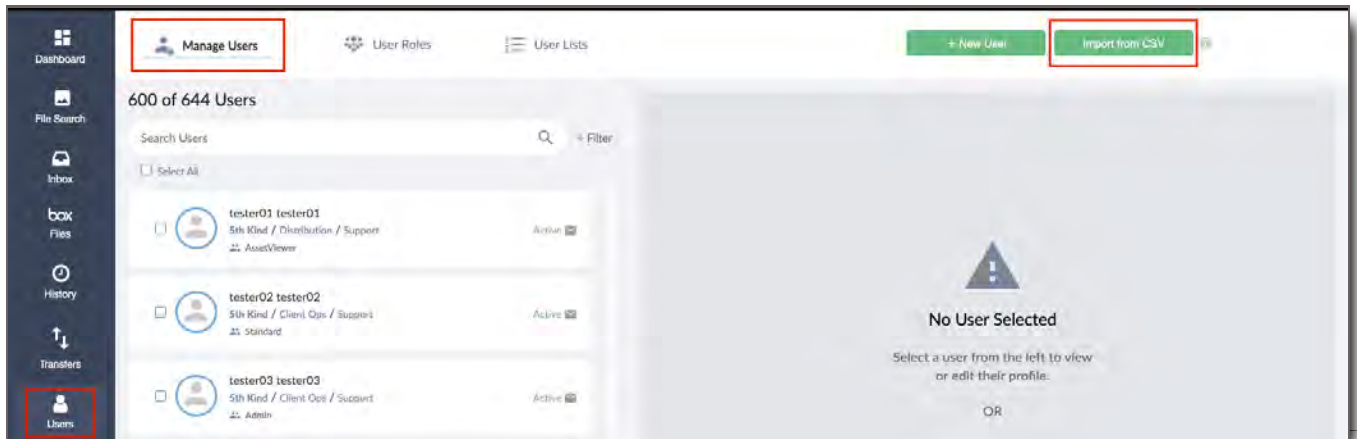 Dashboard
File Search
Inbox
box
Files
History
Transfers
Users
Manage Users
User Roles
User Lists
+ New User
Import from CSV
600 of 644 Users
Search Users
+ Filter
Select All
tester01 tester01
5th Kind / Distribution / Support
AssetViewer
Active
tester02 tester02
5th Kind / Client Ops / Support
Standard
Active
tester03 tester03
5th Kind / Client Ops / Support
Admin
Active
No User Selected
Select a user from the left to view
or edit their profile.
OR